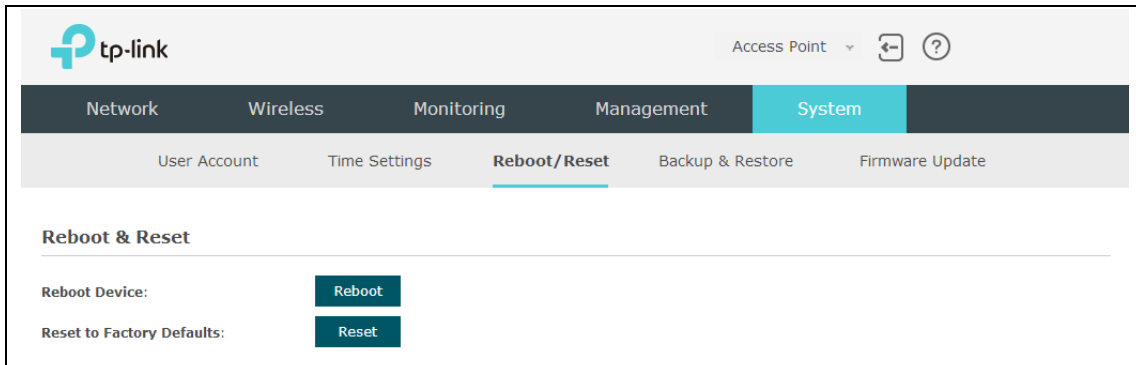 tp-link
Access Point
Network Wireless Monitoring Management System
User Account Time Settings Reboot/Reset Backup & Restore Firmware Update
Reboot & Reset
Reboot Device: Reboot
Reset to Factory Defaults: Reset